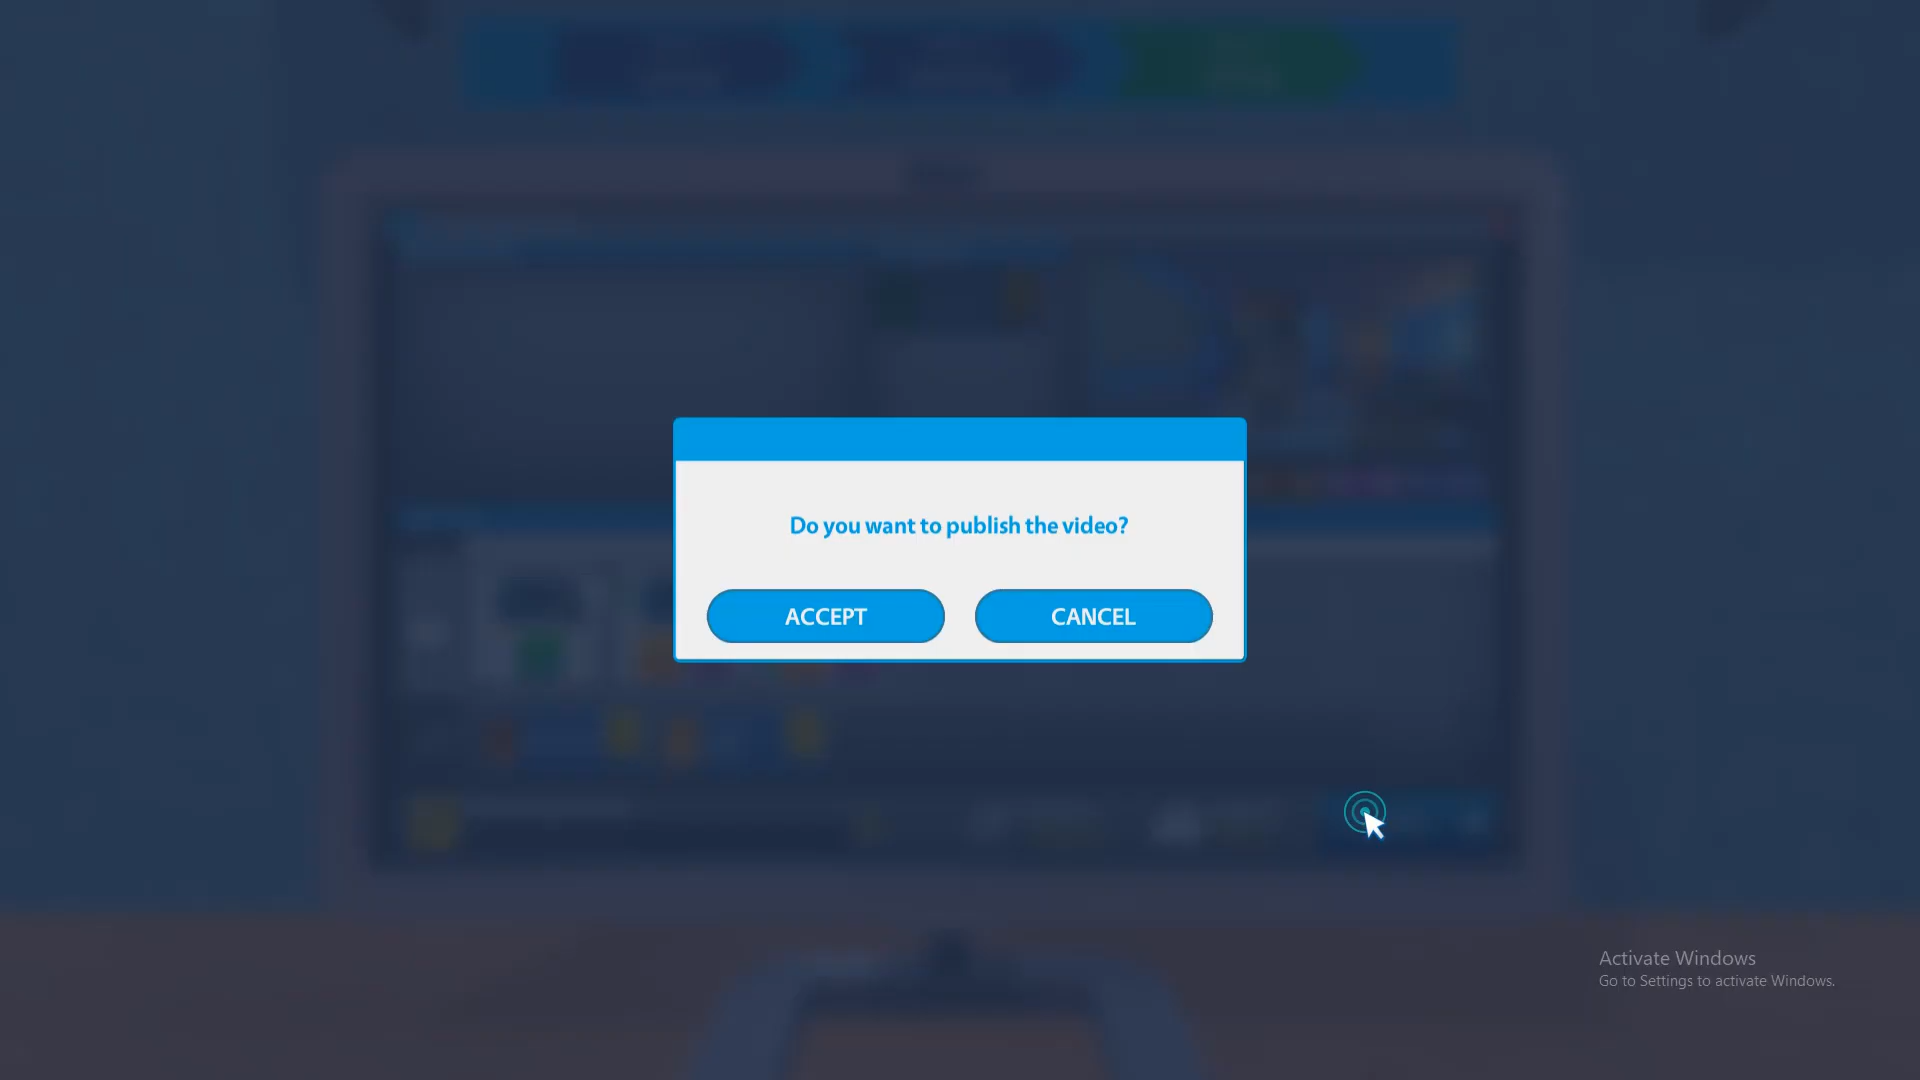 Do you want to publish the video?
ACCEPT
CANCEL
Activate Windows
Go to Settings to activate Windows.